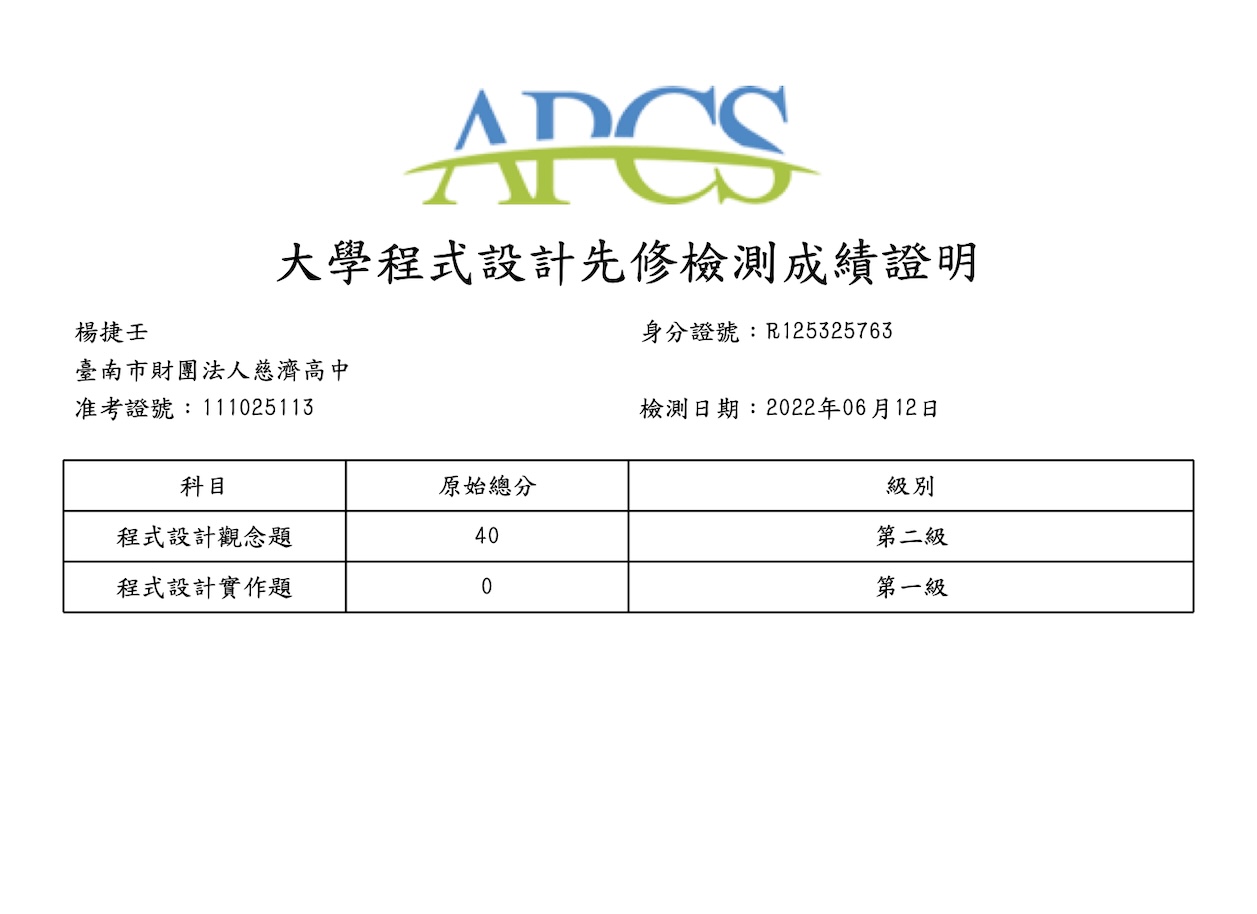 APCS
大學程式設計先修檢測成績證明
楊捷壬 身分證號：R125325763
臺南市財團法人慈濟高中
准考證號：111025113 檢測日期：2022年06月12日
科目 原始總分 級別
程式設計觀念題 40 第二級
程式設計實作題 0 第一級